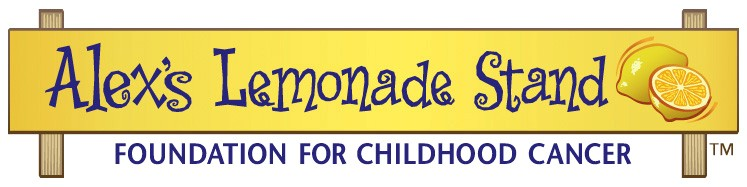 Alex's Lemonade Stand
FOUNDATION FOR CHILDHOOD CANCER ™